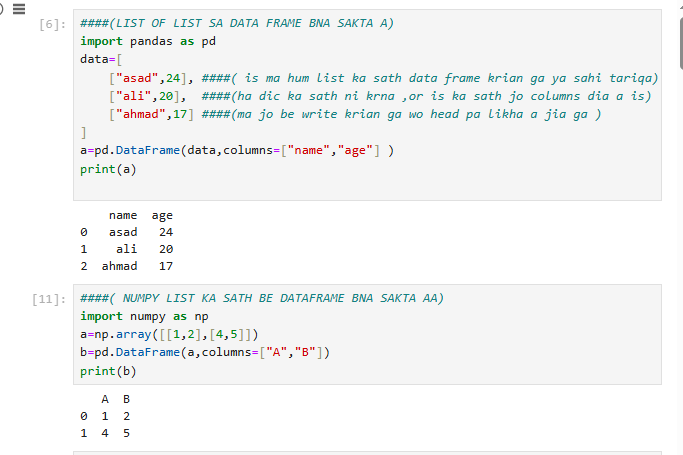 [6]: ####(LIST OF LIST SA DATA FRAME BNA SAKTA A)
import pandas as pd
data=[
    ["asad",24], ####( is ma hum list ka sath data frame krian ga ya sahi tariqa)
    ["ali",20],  ####(ha dic ka sath ni krna ,or is ka sath jo columns dia a is)
    ["ahmad",17] ####(ma jo be write krian ga wo head pa likha a jia ga )
]
a=pd.DataFrame(data,columns=["name","age"] )
print(a)
    name  age
0   asad   24
1    ali   20
2  ahmad   17
[11]: ####( NUMPY LIST KA SATH BE DATAFRAME BNA SAKTA AA)
import numpy as np
a=np.array([[1,2],[4,5]])
b=pd.DataFrame(a,columns=["A","B"])
print(b)
   A  B
0  1  2
1  4  5